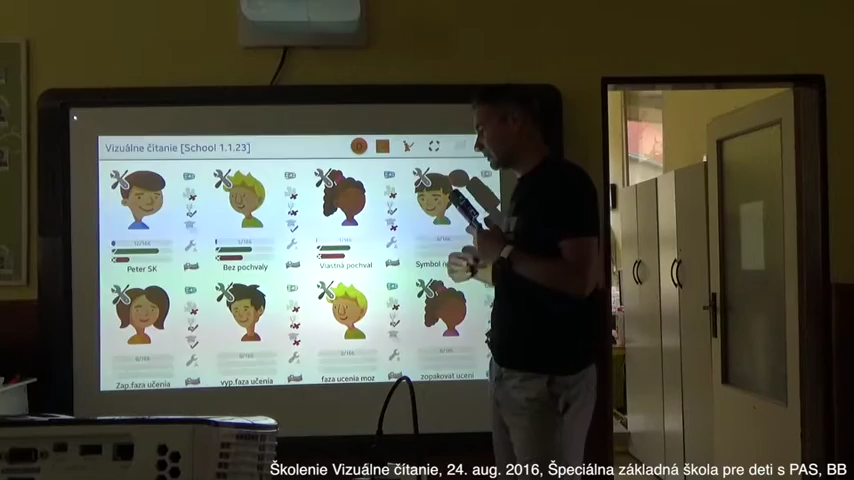 Vizuálne čítanie [School 1.1.23]
Peter SK
Bez pochvaly
Vlastná pochval
Symbol
Zap.faza učenia
vyp.faza učenia
faza ucenia moz
zopakovat uceni
Školenie Vizuálne čítanie, 24. aug. 2016, Špeciálna základná škola pre deti s PAS, BB